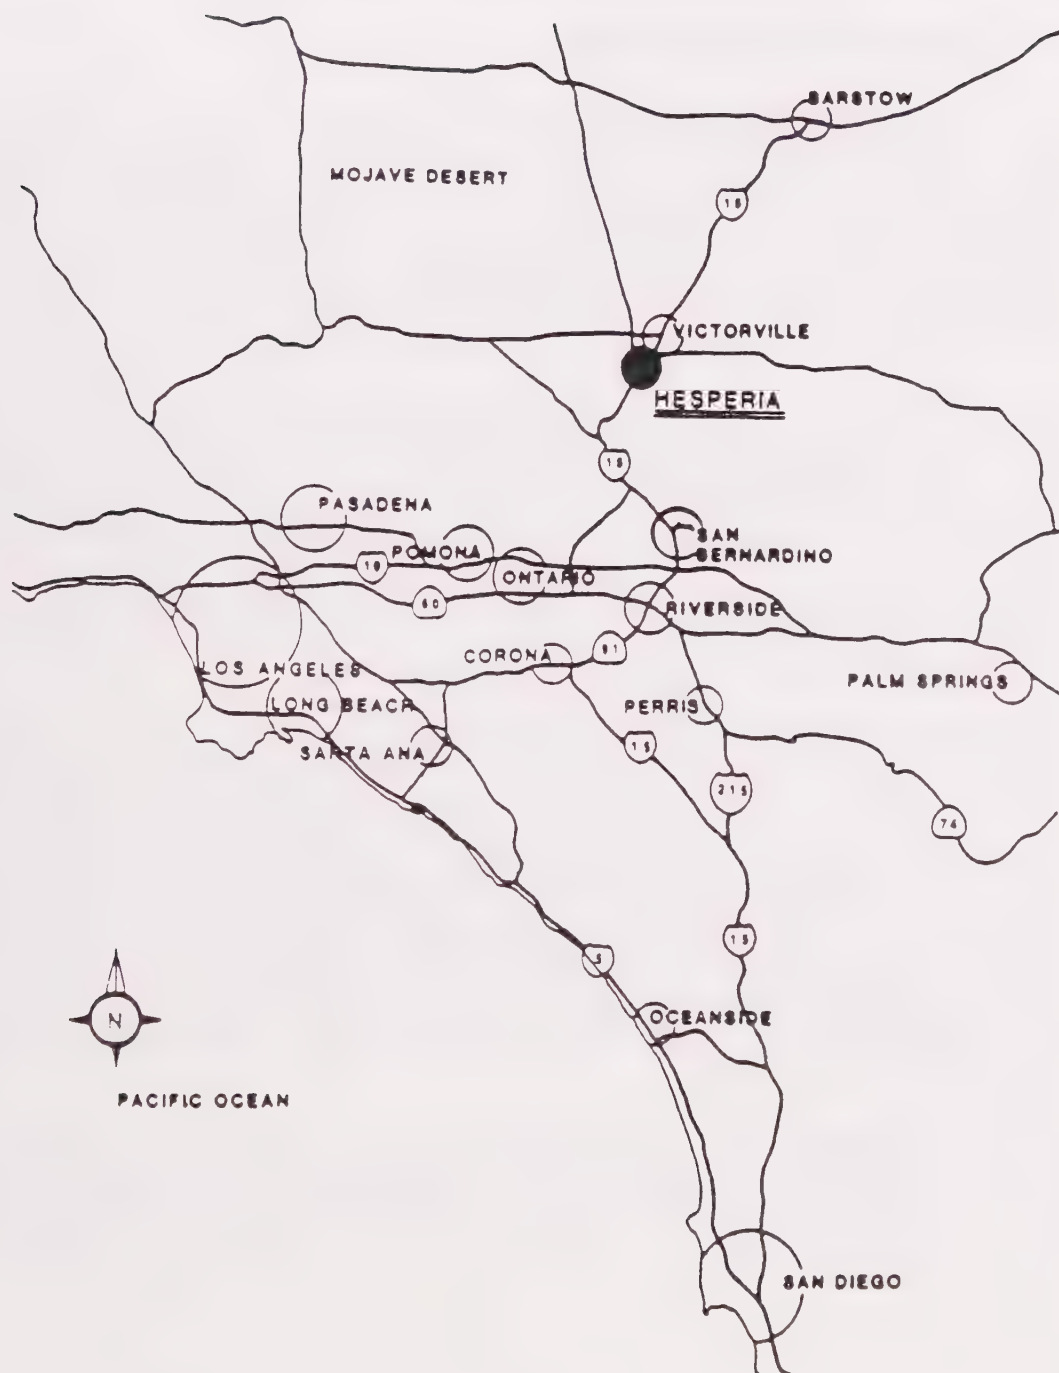 BARSTOW
MOJAVE DESERT
15
VICTORVILLE
HESPERIA
15
PASADENA
SAN
BERNARDINO
POMONA
10
ONTARIO
60
RIVERSIDE
91
CORONA
LOS ANGELES
PALM SPRINGS
LONG BEACH
PERRIS
SANTA ANA
15
215
74
15
5
N
OCEANSIDE
PACIFIC OCEAN
SAN DIEGO